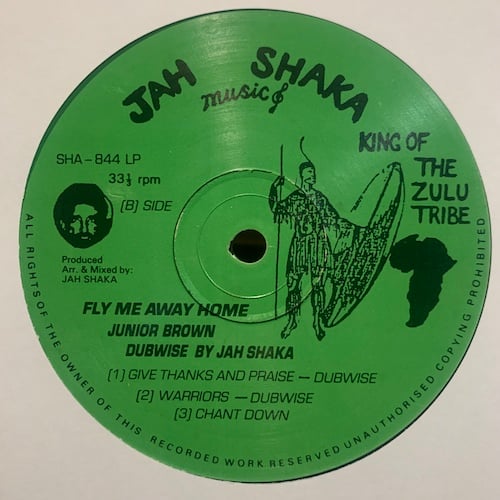 JAH SHAKA
music
KING OF
THE
ZULU
TRIBE
SHA – 844 LP
33⅓ rpm
[B] SIDE
Produced
Arr. & Mixed by:
JAH SHAKA
FLY ME AWAY HOME
JUNIOR BROWN
DUBWISE BY JAH SHAKA
(1) GIVE THANKS AND PRAISE — DUBWISE
(2) WARRIORS — DUBWISE
(3) CHANT DOWN
ALL RIGHTS OF THE OWNER OF THIS RECORDED WORK RESERVED UNAUTHORISED COPYING PROHIBITED